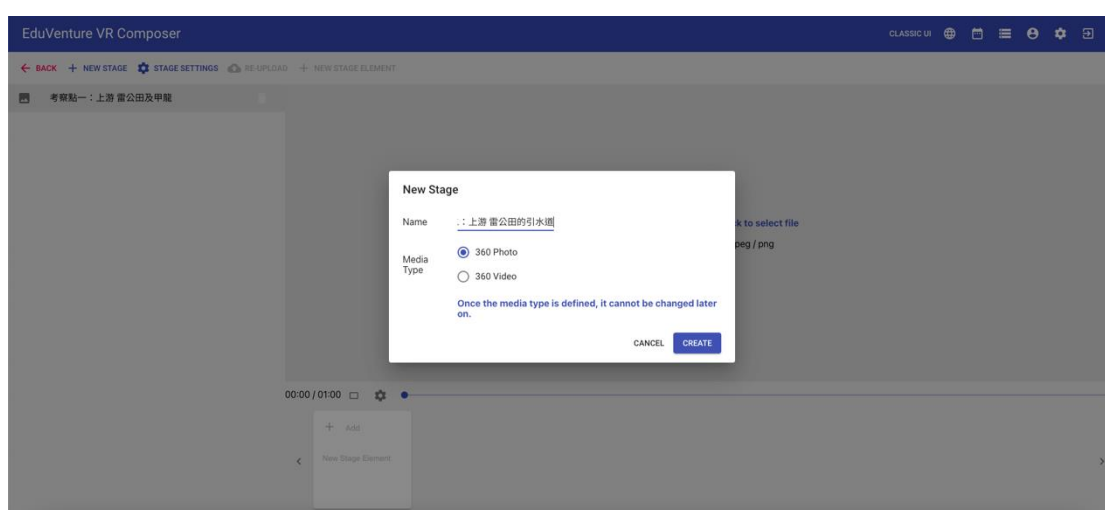 EduVenture VR Composer
CLASSIC UI
BACK
NEW STAGE
STAGE SETTINGS
RE-UPLOAD
NEW STAGE ELEMENT
考察點一：上游 雷公田及甲龍
New Stage
Name
：上游 雷公田的引水道
k to select file
peg / png
Media
Type
360 Photo
360 Video
Once the media type is defined, it cannot be changed later
on.
CANCEL
CREATE
00:00 / 01:00
Add
New Stage Element